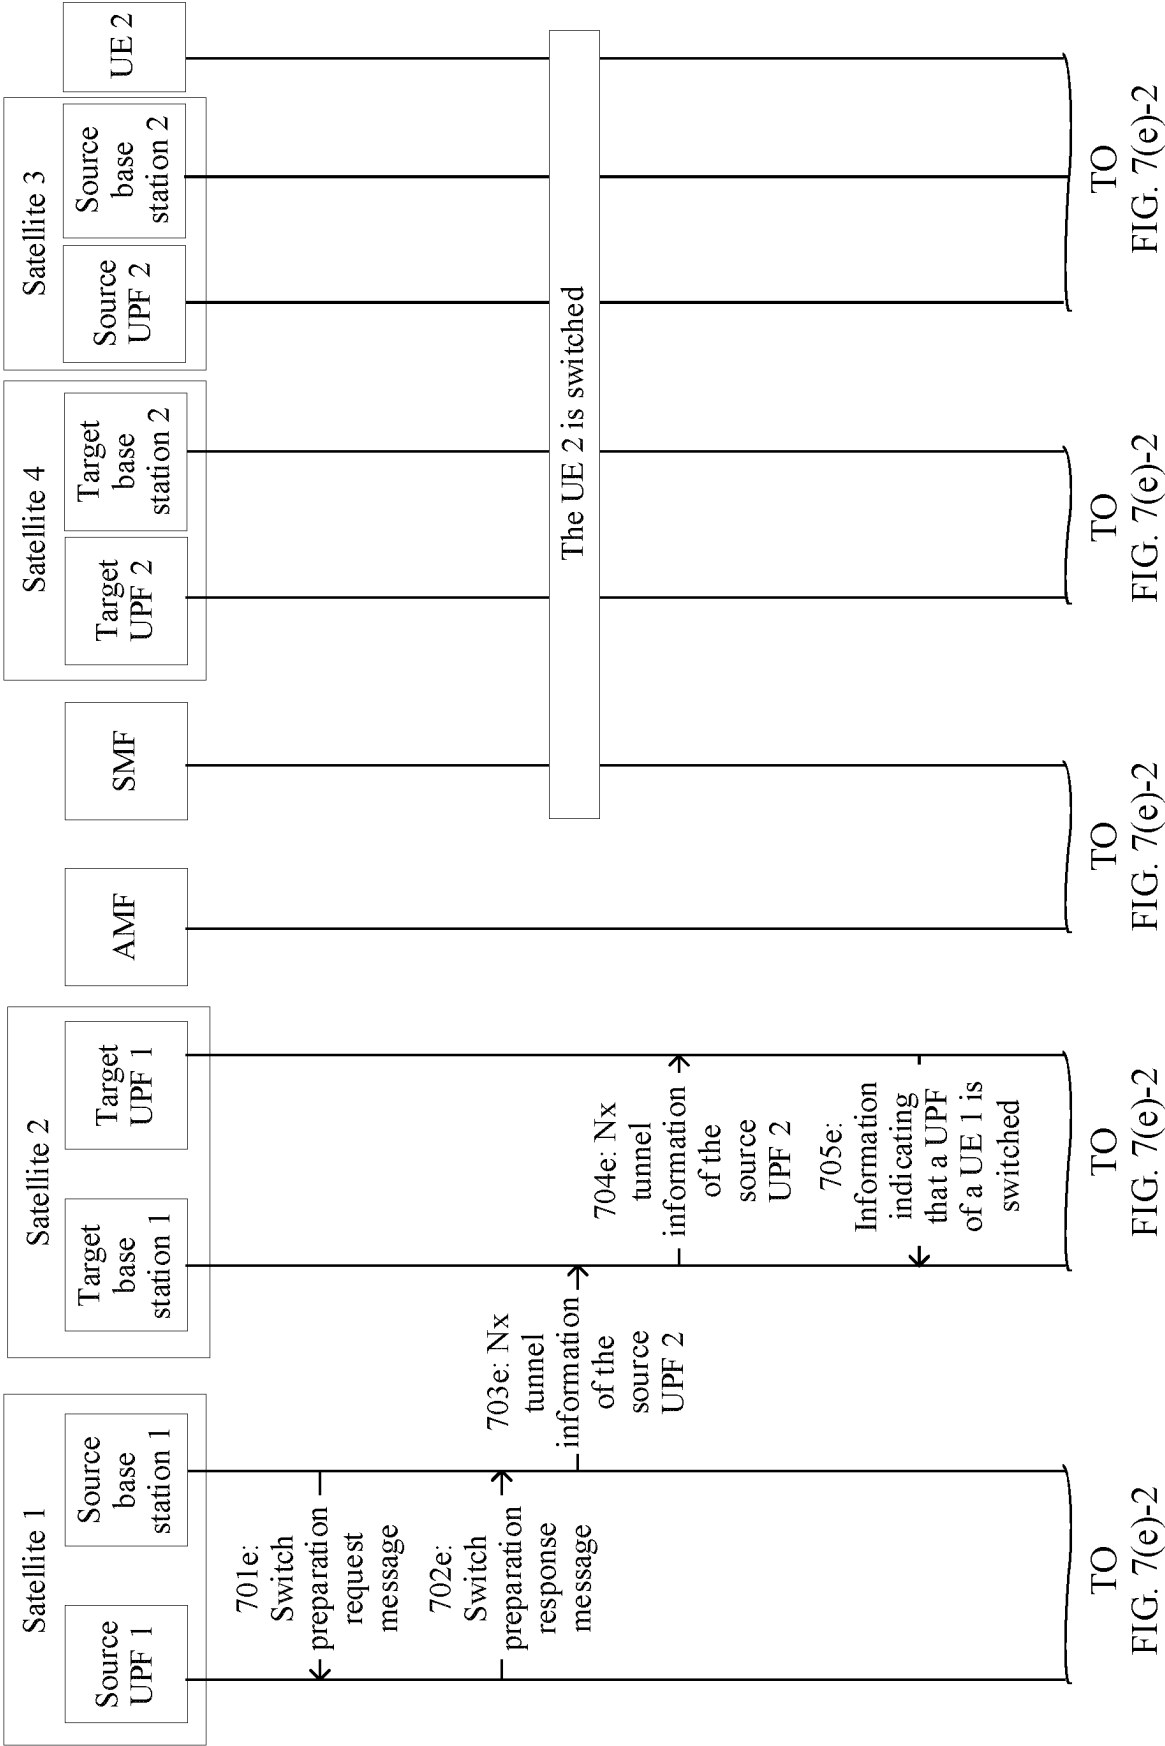 Satellite 1
Source
UPF 1
Source
base
station 1
Satellite 2
Target
base
station 1
Target
UPF 1
AMF
SMF
Satellite 4
Target
UPF 2
Target
base
station 2
Satellite 3
Source
UPF 2
Source
base
station 2
UE 2
701e:
Switch
preparation
request
message
702e:
Switch
preparation
response
message
703e: Nx
tunnel
information
of the
source
UPF 2
The UE 2 is switched
704e: Nx
tunnel
information
of the
source
UPF 2
705e:
Information
indicating
that a UPF
of a UE 1 is
switched
TO
FIG. 7(e)-2
TO
FIG. 7(e)-2
TO
FIG. 7(e)-2
TO
FIG. 7(e)-2
TO
FIG. 7(e)-2